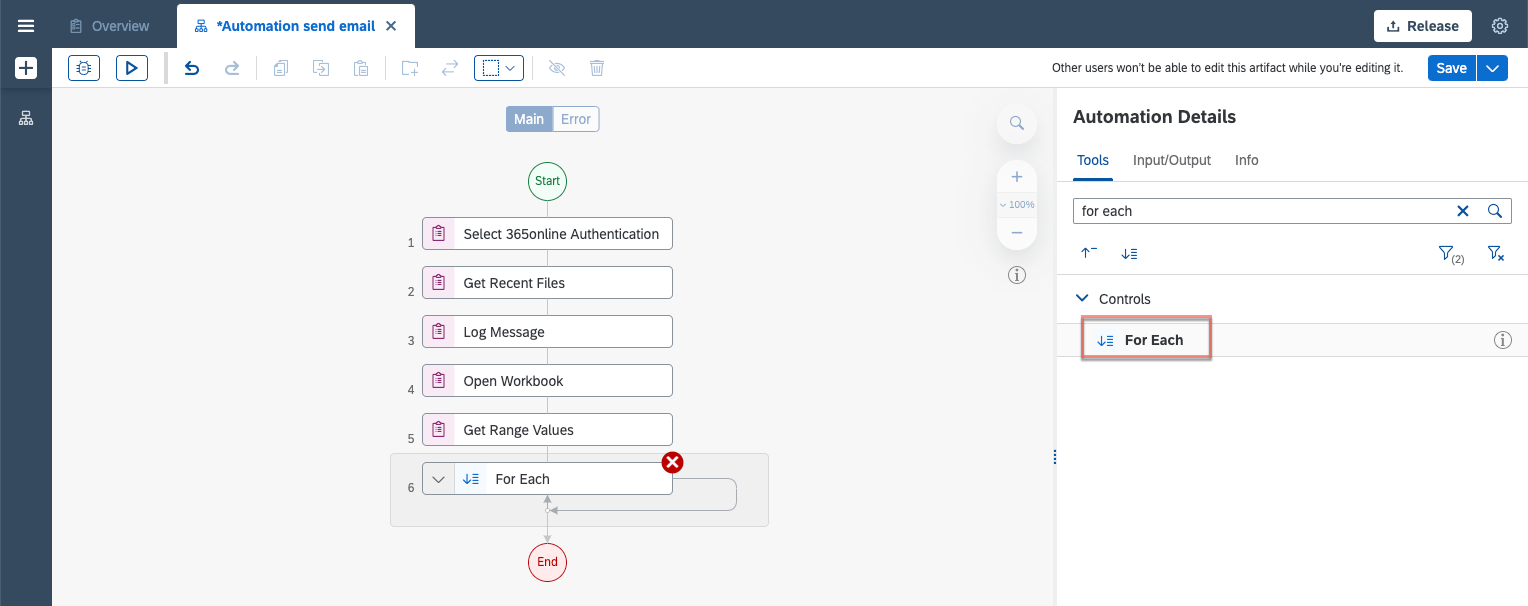 Overview
*Automation send email
Release
Other users won't be able to edit this artifact while you're editing it.
Save
Main
Error
Start
1 Select 365online Authentication
2 Get Recent Files
3 Log Message
4 Open Workbook
5 Get Range Values
6 For Each
End
100%
Automation Details
Tools
Input/Output
Info
for each
(2)
Controls
For Each